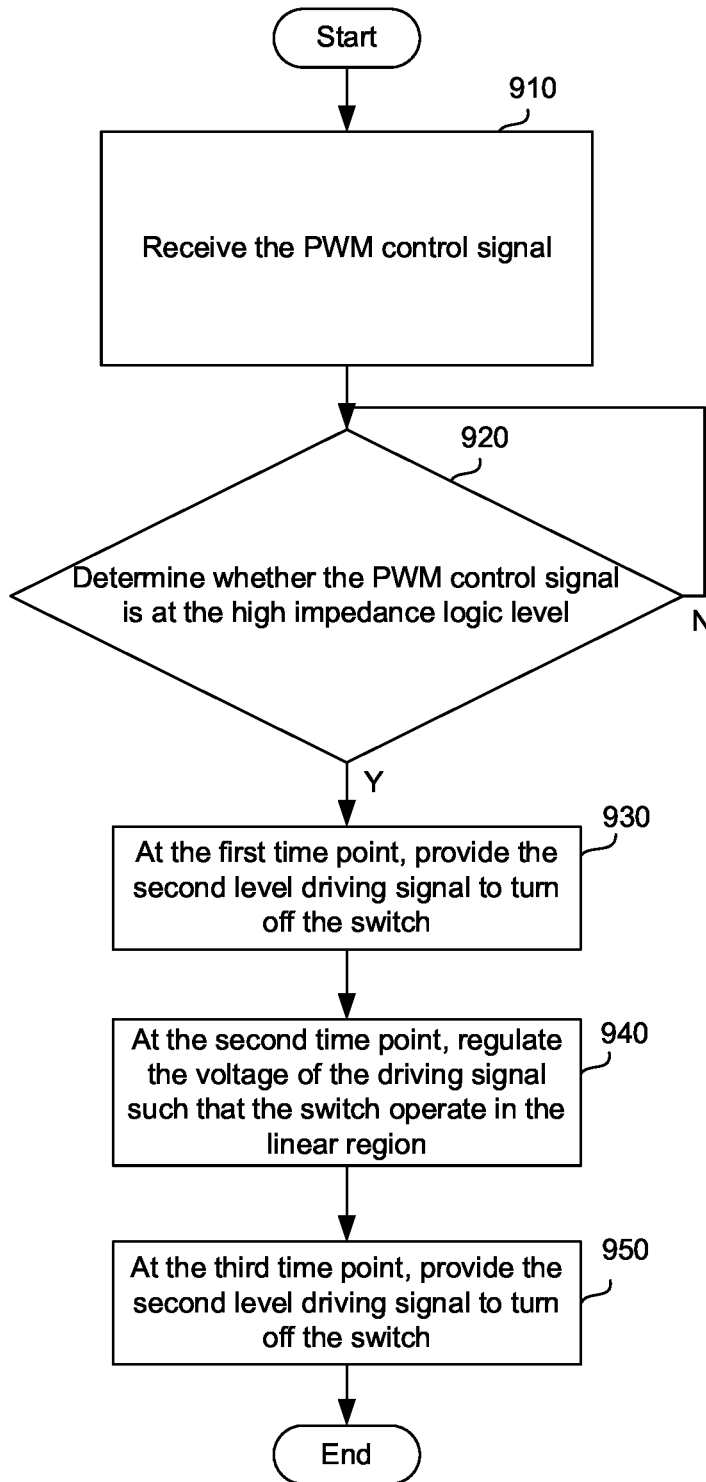 Start
910
Receive the PWM control signal
920
Determine whether the PWM control signal
is at the high impedance logic level
N
Y
930
At the first time point, provide the
second level driving signal to turn
off the switch
940
At the second time point, regulate
the voltage of the driving signal
such that the switch operate in the
linear region
950
At the third time point, provide the
second level driving signal to turn
off the switch
End